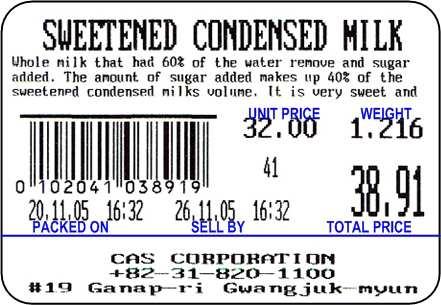 SWEETENED CONDENSED MILK
Whole milk that had 60% of the water remove and sugar
added. The amount of sugar added makes up 40% of the
sweetened condensed milks volume. It is very sweet and
UNIT PRICE WEIGHT
32.00 1.216
41
38.91
0 102041 038919
20.11.05 16:32 26.11.05 16:32
PACKED ON SELL BY TOTAL PRICE
CAS CORPORATION
+82-31-820-1100
#19 Ganap-ri Gwangjuk-myun